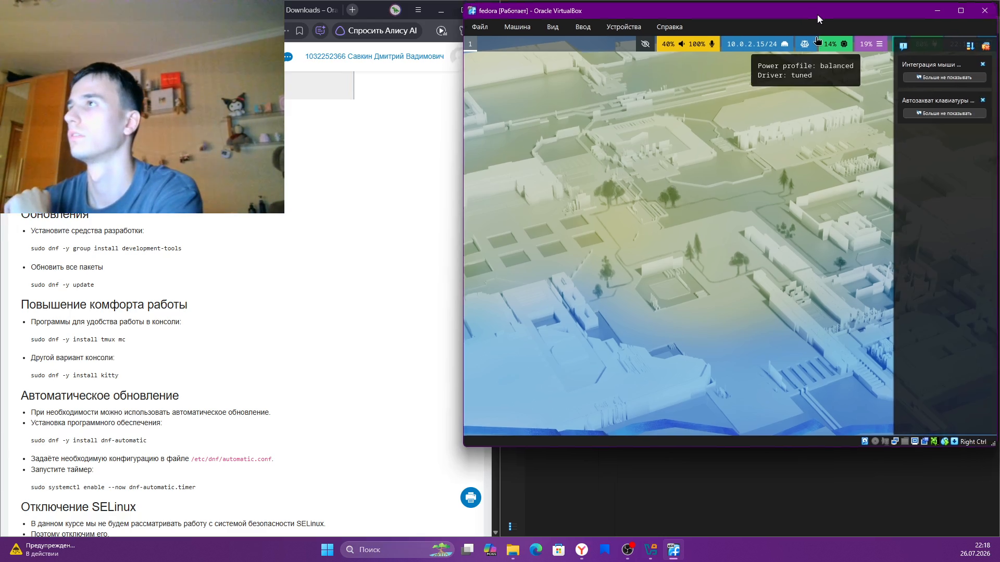 Downloads – Ora
Спросить Алису AI
1032252366 Савкин Дмитрий Вадимович
Обновления
Установите средства разработки:
sudo dnf -y group install development-tools
Обновить все пакеты
sudo dnf -y update
Повышение комфорта работы
Программы для удобства работы в консоли:
sudo dnf -y install tmux mc
Другой вариант консоли:
sudo dnf -y install kitty
Автоматическое обновление
При необходимости можно использовать автоматическое обновление.
Установка программного обеспечения:
sudo dnf -y install dnf-automatic
Задаёте необходимую конфигурацию в файле /etc/dnf/automatic.conf.
Запустите таймер:
sudo systemctl enable --now dnf-automatic.timer
Отключение SELinux
В данном курсе мы не будем рассматривать работу с системой безопасности SELinux.
Поэтому отключим его.
fedora [Работает] - Oracle VirtualBox
Файл Машина Вид Ввод Устройства Справка
1 40% 100% 10.0.2.15/24 14% 19%
Power profile: balanced
Driver: tuned
Интеграция мыши ...
Больше не показывать
Автозахват клавиатуры ...
Больше не показывать
Right Ctrl
Предупрежден...
В действии
Поиск
M365
22:18
26.07.2026